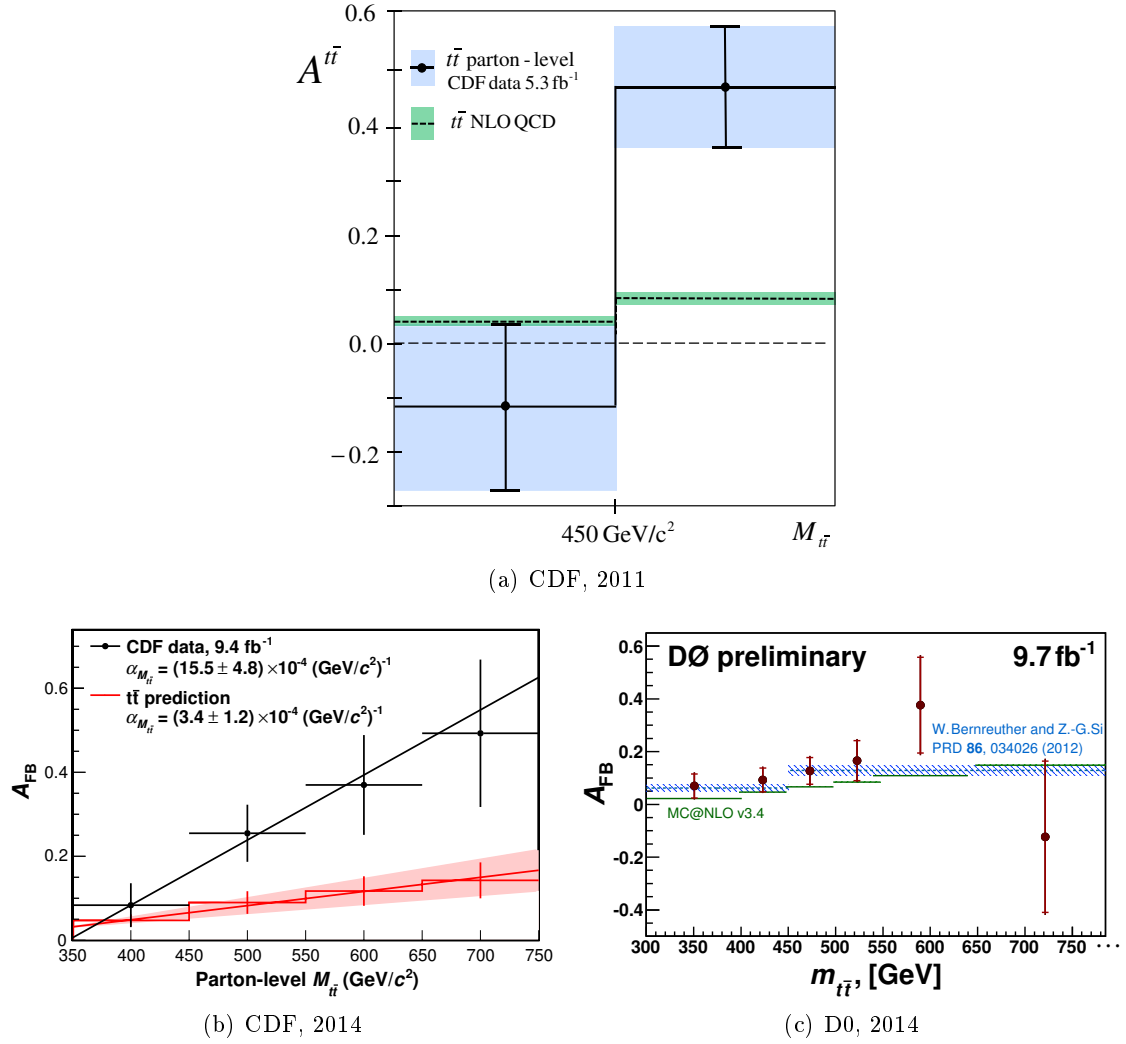 0.6
A^{tt̄}
tt̄ parton - level
CDF data 5.3 fb⁻¹
tt̄ NLO QCD
0.4
0.2
0.0
−0.2
450 GeV/c²
M_{tt̄}
(a) CDF, 2011
CDF data, 9.4 fb⁻¹
α_{M_{tt̄}} = (15.5 ± 4.8) ×10⁻⁴ (GeV/c²)⁻¹
tt̄ prediction
α_{M_{tt̄}} = (3.4 ± 1.2) ×10⁻⁴ (GeV/c²)⁻¹
A_{FB}
0.6
0.4
0.2
0
350 400 450 500 550 600 650 700 750
Parton-level M_{tt̄} (GeV/c²)
(b) CDF, 2014
DØ preliminary
9.7 fb⁻¹
W. Bernreuther and Z.-G.Si
PRD 86, 034026 (2012)
MC@NLO v3.4
A_{FB}
0.6
0.4
0.2
0
-0.2
-0.4
300 350 400 450 500 550 600 650 700 750 ...
m_{tt̄}, [GeV]
(c) D0, 2014